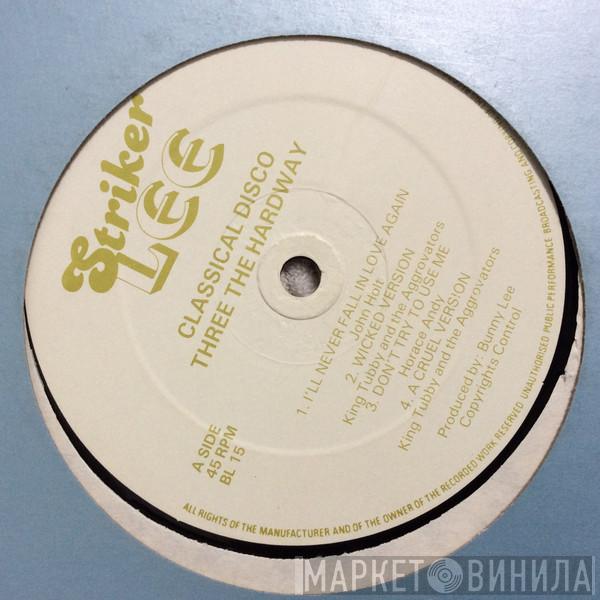 Striker
Lee
CLASSICAL DISCO
THREE THE HARDWAY
A SIDE
45 RPM
BL 15
1. I'LL NEVER FALL IN LOVE AGAIN
John Holt
2. WICKED VERSION
King Tubby and the Aggrovators
3. DON'T TRY TO USE ME
Horace Andy
4. A CRUEL VERSION
King Tubby and the Aggrovators
Produced by: Bunny Lee
Copyrights Control
ALL RIGHTS OF THE MANUFACTURER AND OF THE OWNER OF THE RECORDED WORK RESERVED UNAUTHORISED PUBLIC PERFORMANCE BROADCASTING AND
МАРКЕТ ВИНИЛА